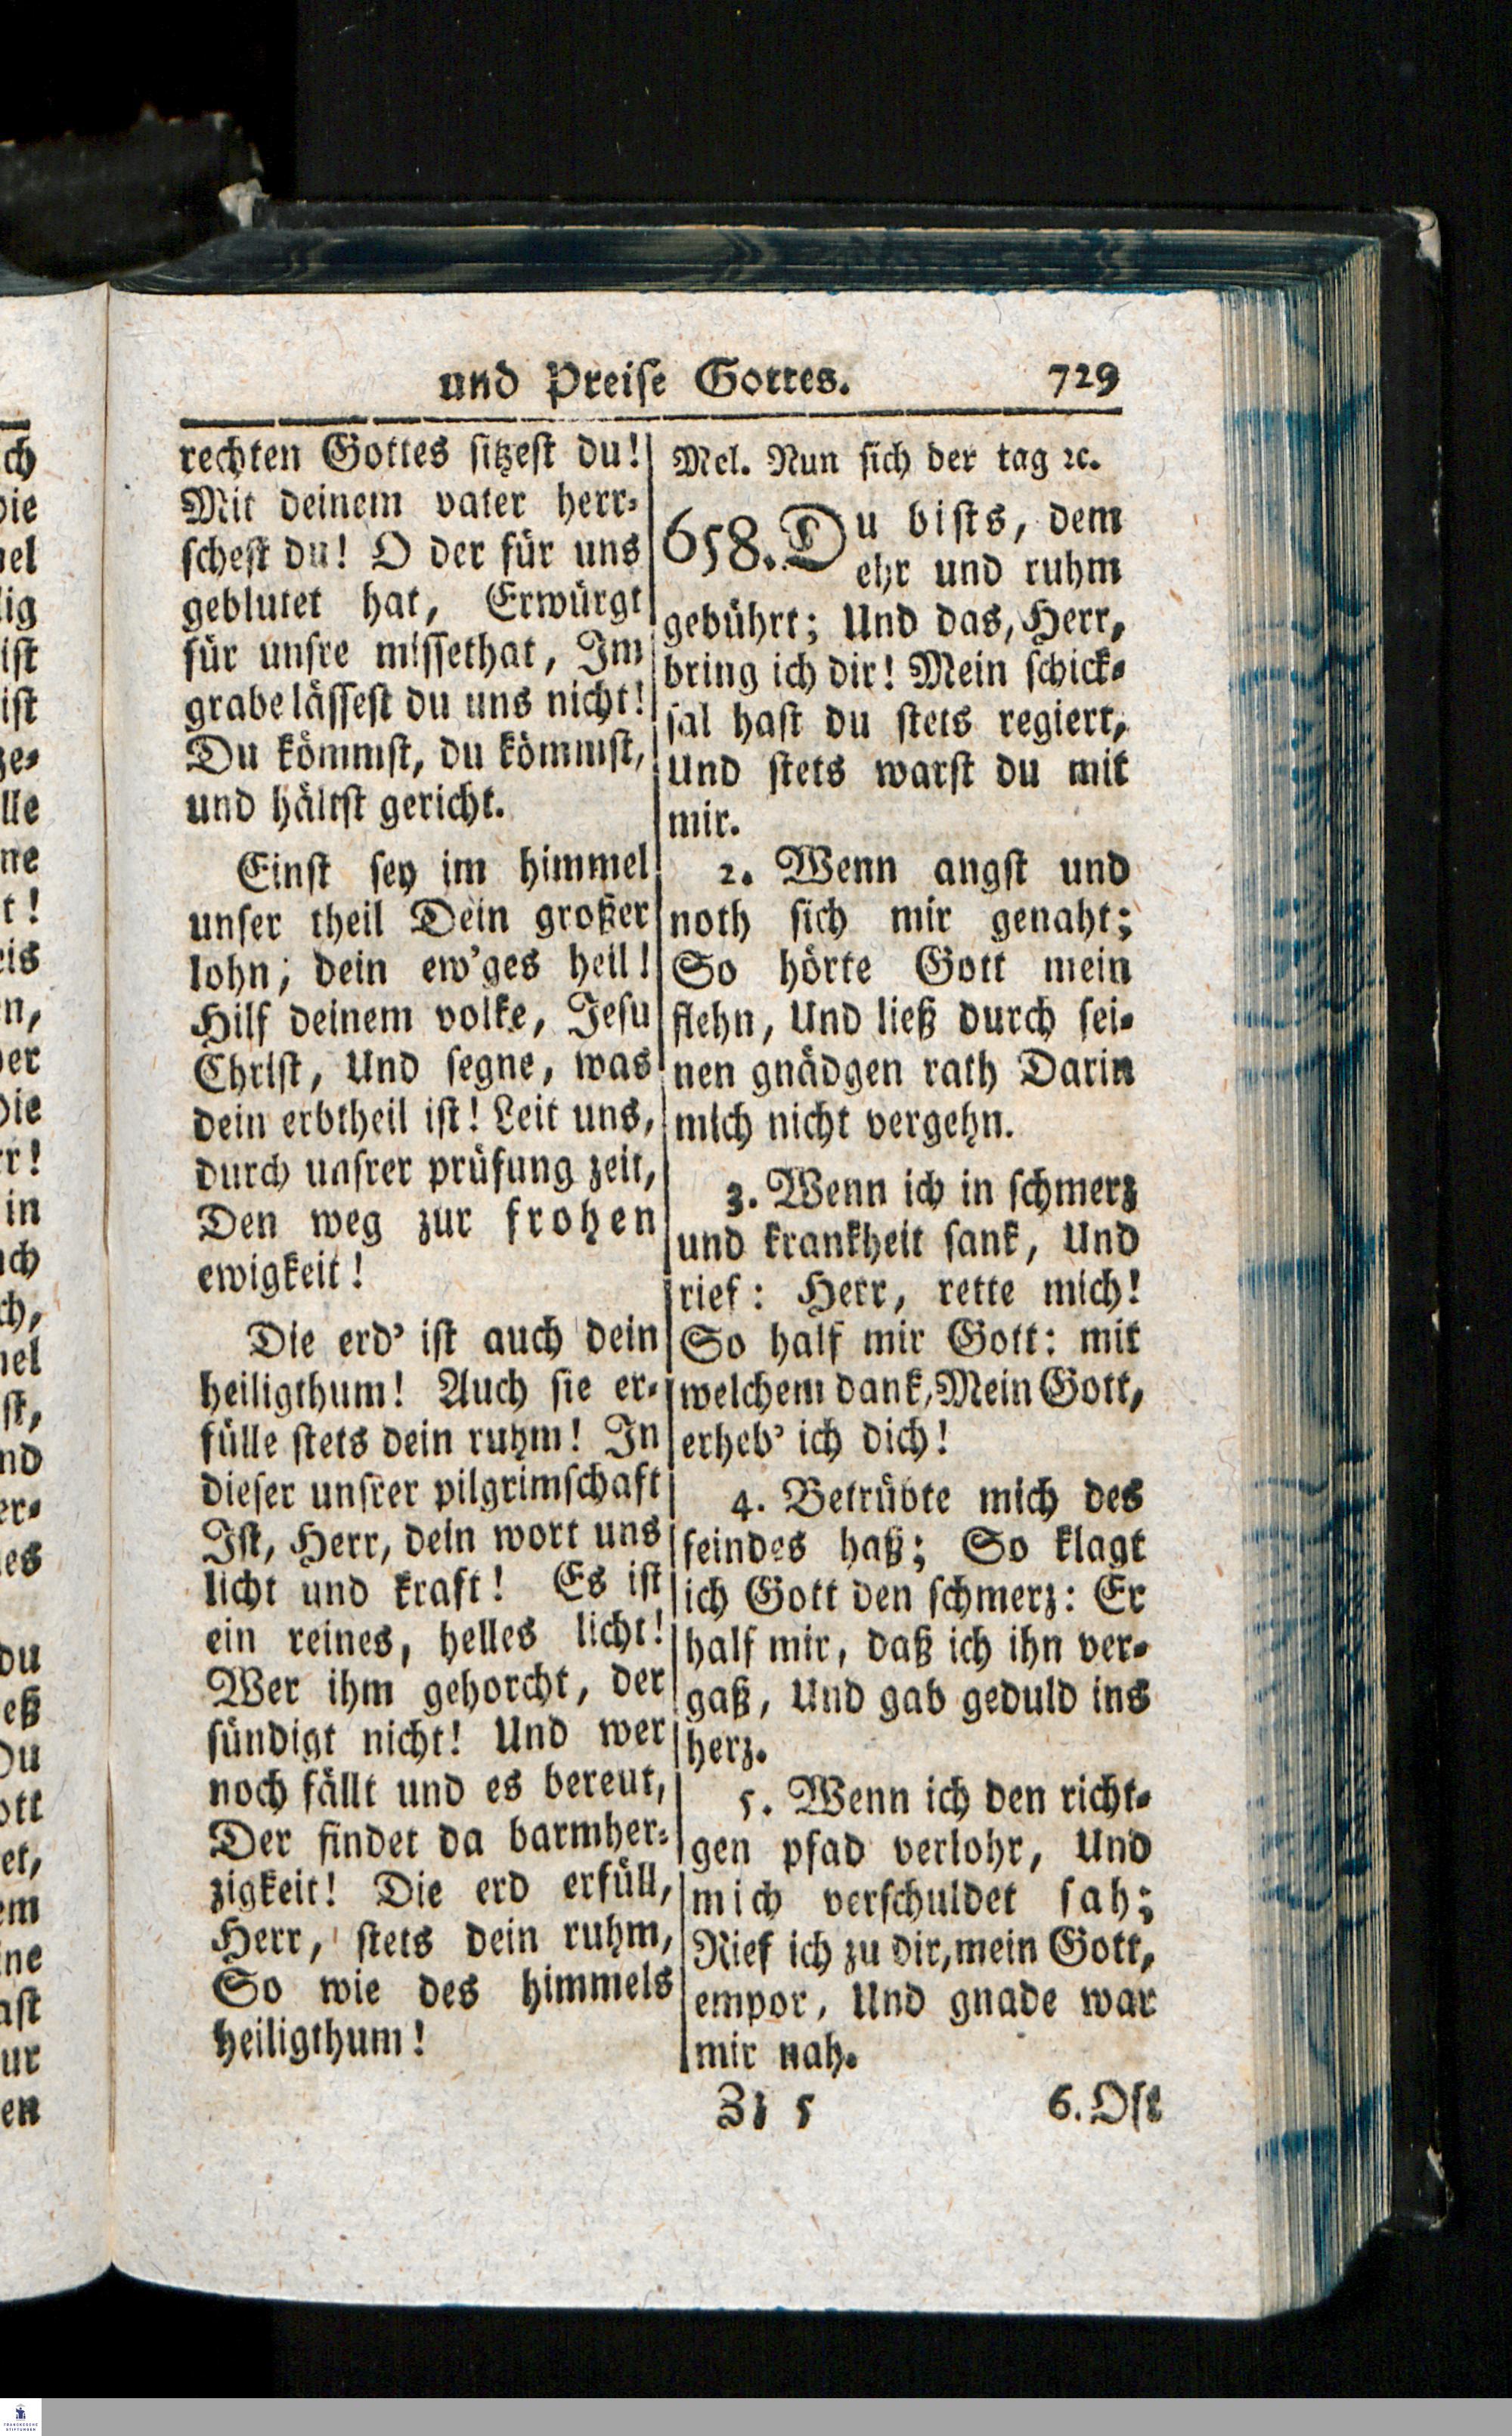 und Preise Gottes. 729
rechten Gottes sitzest du!
Mit deinem vater herr-
schest du! O der für uns
geblutet hat, Erwürgt
für unsre missethat, Im
grabe lässest du uns nicht!
Du kömmst, du kömmst,
und hältst gericht.
Einst sey im himmel
unser theil Dein großer
lohn; dein ew'ges heil!
Hilf deinem volke, Jesu
Christ, Und segne, was
dein erbtheil ist! Leit uns,
durch unsrer prüfung zeit,
Den weg zur frohen
ewigkeit!
Die erd' ist auch dein
heiligthum! Auch sie er-
fülle stets dein ruhm! In
dieser unsrer pilgrimschaft
Ist, Herr, dein wort uns
licht und kraft! Es ist
ein reines, helles licht!
Wer ihm gehorcht, der
sündigt nicht! Und wer
noch fällt und es bereut,
Der findet da barmher-
zigkeit! Die erd erfüll,
Herr, stets dein ruhm,
So wie des himmels
heiligthum!
Mel. Nun sich der tag ꝛc.
658. Du bists, dem
ehr und ruhm
gebührt; Und das, Herr,
bring ich dir! Mein schick-
sal hast du stets regiert,
Und stets warst du mit
mir.
2. Wenn angst und
noth sich mir genaht;
So hörte Gott mein
flehn, Und ließ durch sei-
nen gnädgen rath Darin
mich nicht vergehn.
3. Wenn ich in schmerz
und krankheit sank, Und
rief: Herr, rette mich!
So half mir Gott: mit
welchem dank, Mein Gott,
erheb' ich dich!
4. Betrübte mich des
feindes haß; So klagt
ich Gott den schmerz: Er
half mir, daß ich ihn ver-
gaß, Und gab geduld ins
herz.
5. Wenn ich den richt-
gen pfad verlohr, Und
mich verschuldet sah;
Rief ich zu dir, mein Gott,
empor, Und gnade war
mir nah.
Zz 5 6. Oft